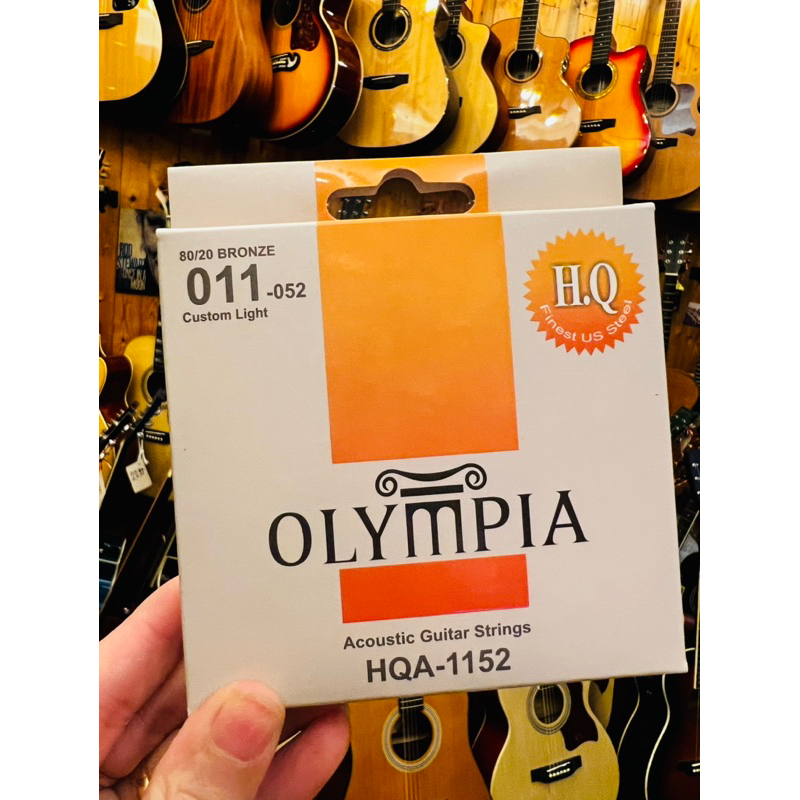 80/20 BRONZE
011-052
Custom Light
H.Q
Finest US Steel
OLYMPIA
Acoustic Guitar Strings
HQA-1152